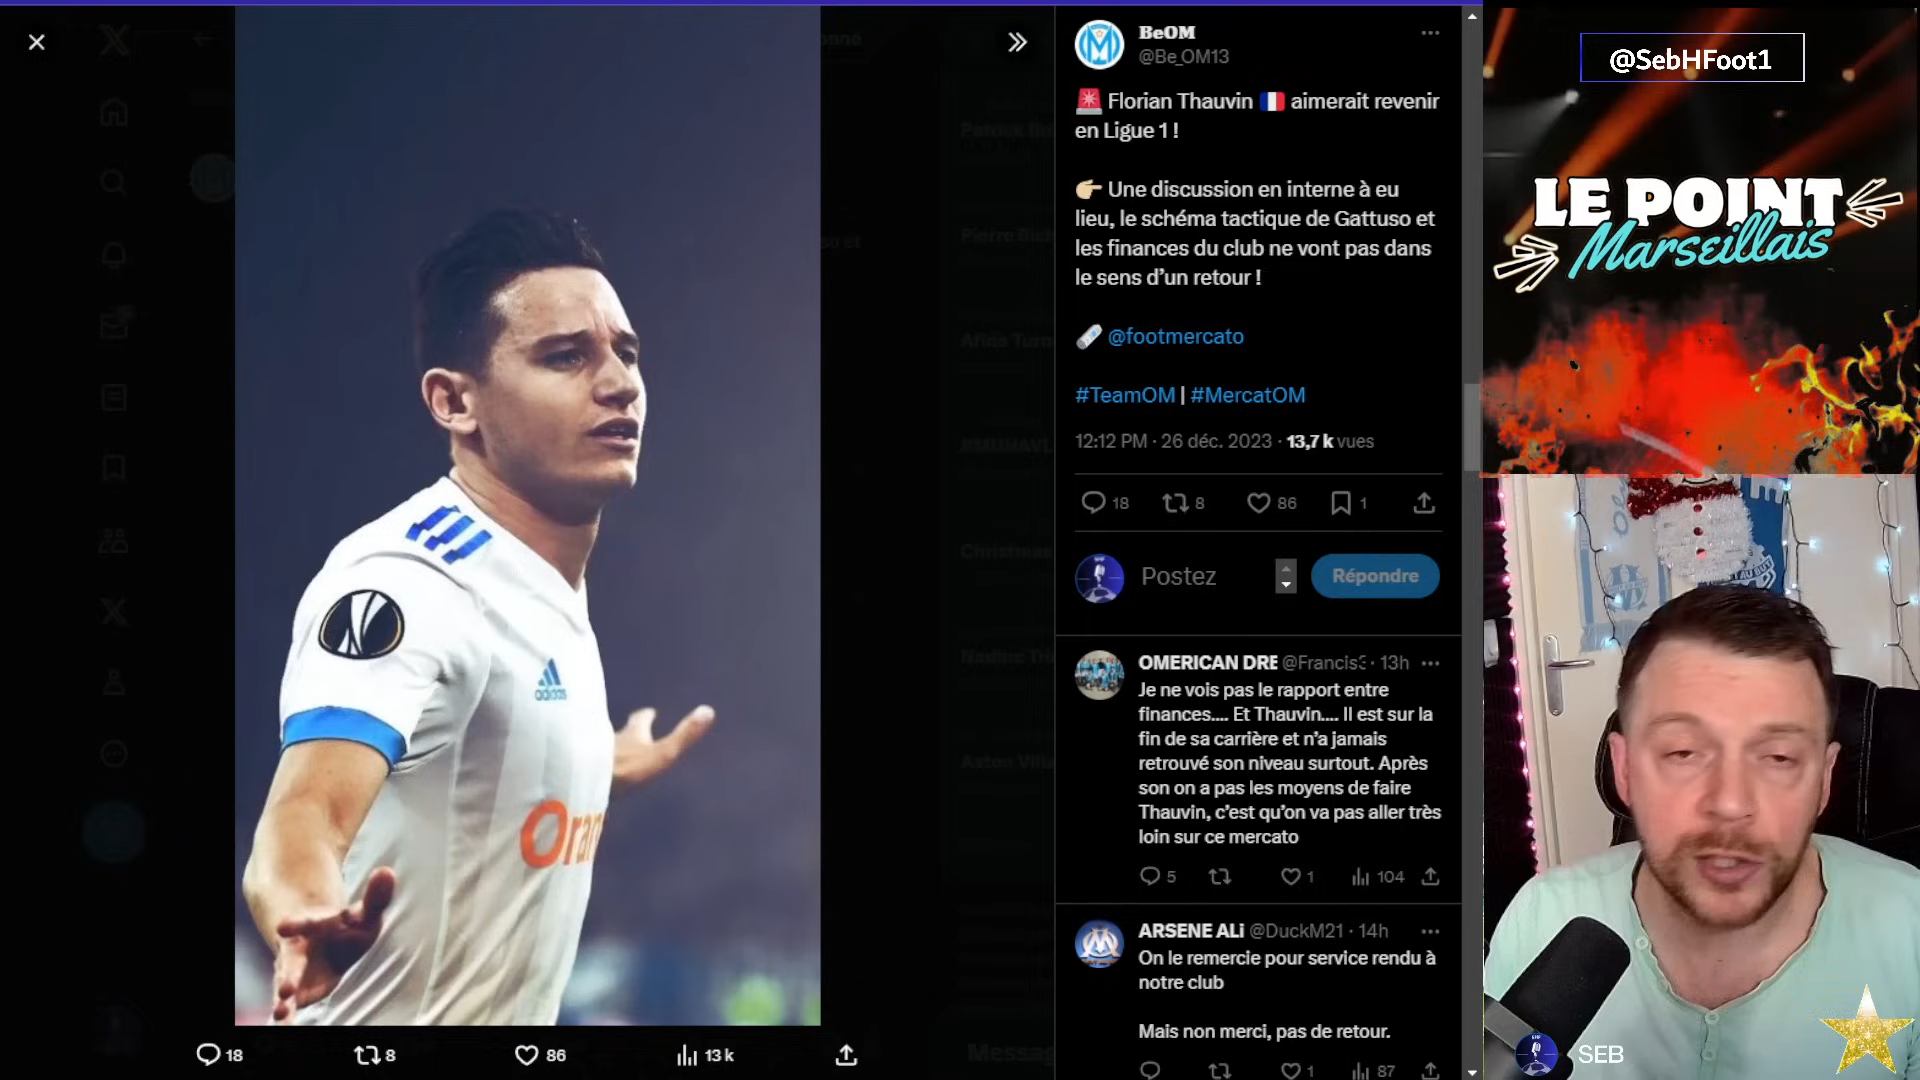 BeOM
@Be_OM13
Florian Thauvin aimerait revenir
en Ligue 1 !
Une discussion en interne à eu
lieu, le schéma tactique de Gattuso et
les finances du club ne vont pas dans
le sens d’un retour !
@footmercato
#TeamOM | #MercatOM
12:12 PM · 26 déc. 2023 · 13,7 k vues
18 8 86 1
Postez
Répondre
OMERICAN DRE @Francis · 13h
Je ne vois pas le rapport entre
finances.... Et Thauvin.... Il est sur la
fin de sa carrière et n’a jamais
retrouvé son niveau surtout. Après
son on a pas les moyens de faire
Thauvin, c’est qu’on va pas aller très
loin sur ce mercato
5 1 104
ARSENE ALi @DuckM21 · 14h
On le remercie pour service rendu à
notre club
Mais non merci, pas de retour.
1 87
adidas
Oran
18 8 86 13 k
@SebHFoot1
LE POINT
Marseillais
SEB